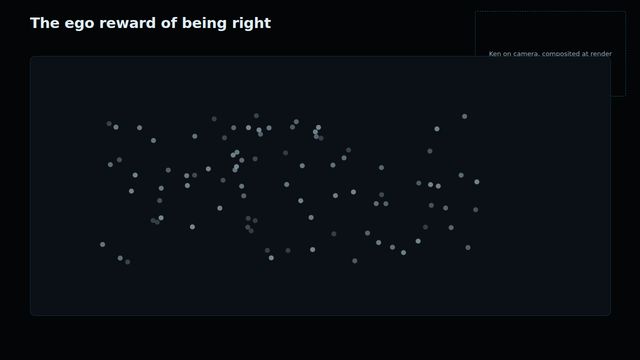 The ego reward of being right
Ken on camera, composited at render